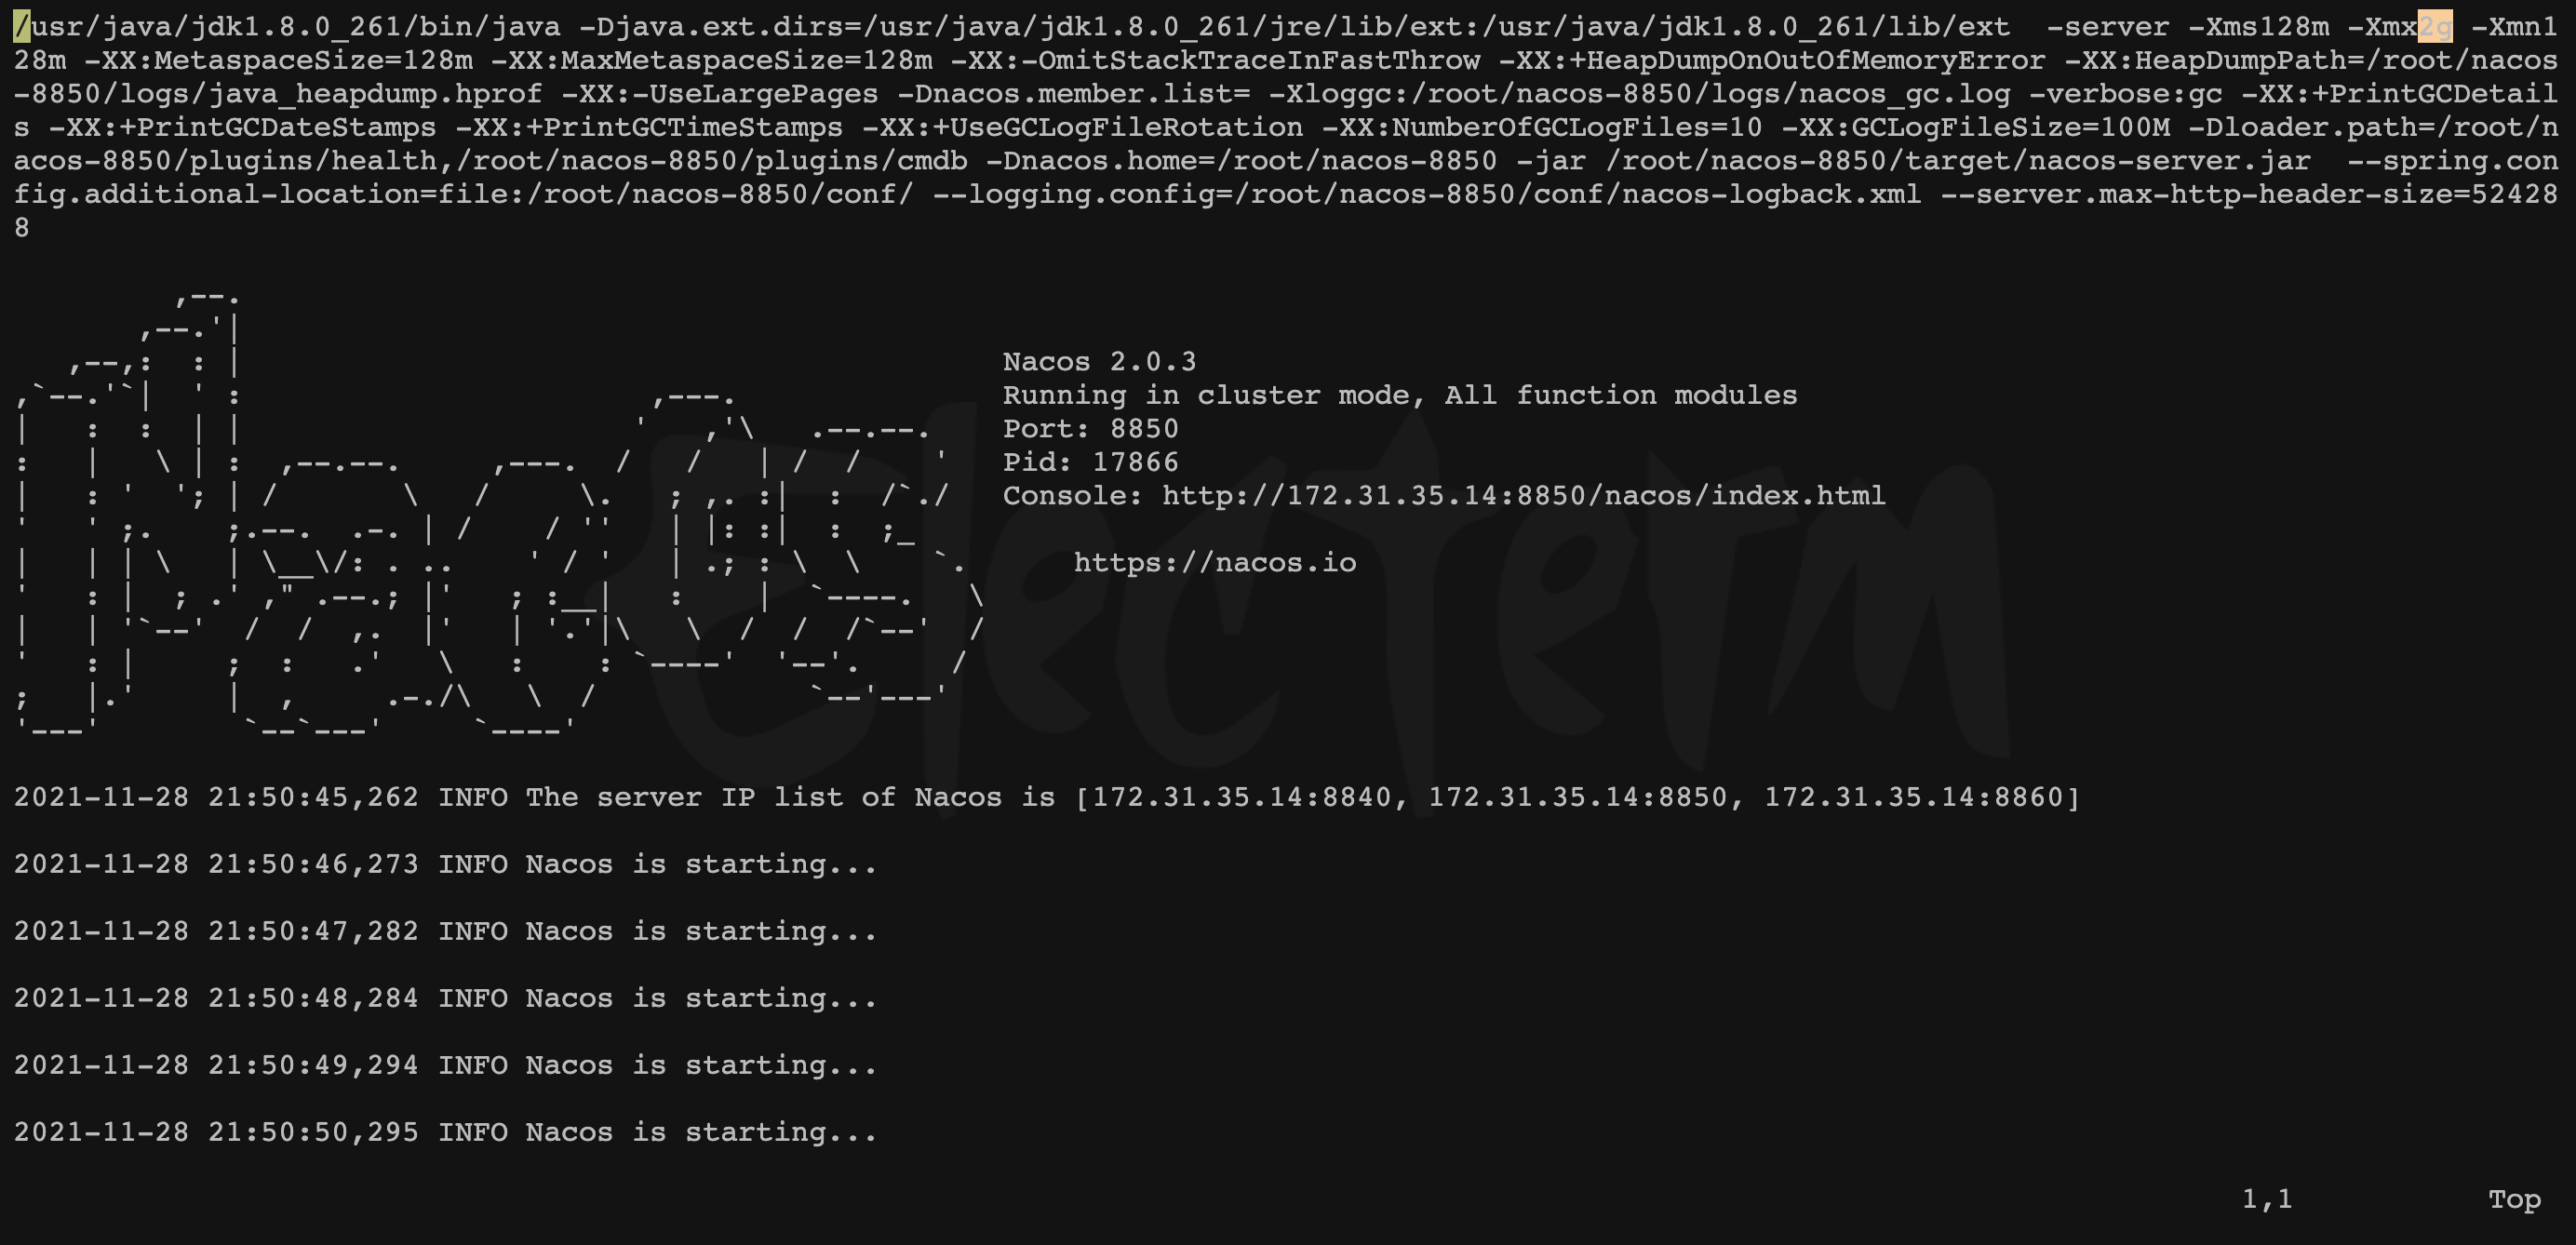 /usr/java/jdk1.8.0_261/bin/java -Djava.ext.dirs=/usr/java/jdk1.8.0_261/jre/lib/ext:/usr/java/jdk1.8.0_261/lib/ext  -server -Xms128m -Xmx2g -Xmn1
28m -XX:MetaspaceSize=128m -XX:MaxMetaspaceSize=128m -XX:-OmitStackTraceInFastThrow -XX:+HeapDumpOnOutOfMemoryError -XX:HeapDumpPath=/root/nacos
-8850/logs/java_heapdump.hprof -XX:-UseLargePages -Dnacos.member.list= -Xloggc:/root/nacos-8850/logs/nacos_gc.log -verbose:gc -XX:+PrintGCDetail
s -XX:+PrintGCDateStamps -XX:+PrintGCTimeStamps -XX:+UseGCLogFileRotation -XX:NumberOfGCLogFiles=10 -XX:GCLogFileSize=100M -Dloader.path=/root/n
acos-8850/plugins/health,/root/nacos-8850/plugins/cmdb -Dnacos.home=/root/nacos-8850 -jar /root/nacos-8850/target/nacos-server.jar  --spring.con
fig.additional-location=file:/root/nacos-8850/conf/ --logging.config=/root/nacos-8850/conf/nacos-logback.xml --server.max-http-header-size=52428
8
Nacos
Nacos 2.0.3
Running in cluster mode, All function modules
Port: 8850
Pid: 17866
Console: http://172.31.35.14:8850/nacos/index.html
https://nacos.io
Electerm
2021-11-28 21:50:45,262 INFO The server IP list of Nacos is [172.31.35.14:8840, 172.31.35.14:8850, 172.31.35.14:8860]
2021-11-28 21:50:46,273 INFO Nacos is starting...
2021-11-28 21:50:47,282 INFO Nacos is starting...
2021-11-28 21:50:48,284 INFO Nacos is starting...
2021-11-28 21:50:49,294 INFO Nacos is starting...
2021-11-28 21:50:50,295 INFO Nacos is starting...
1,1 Top